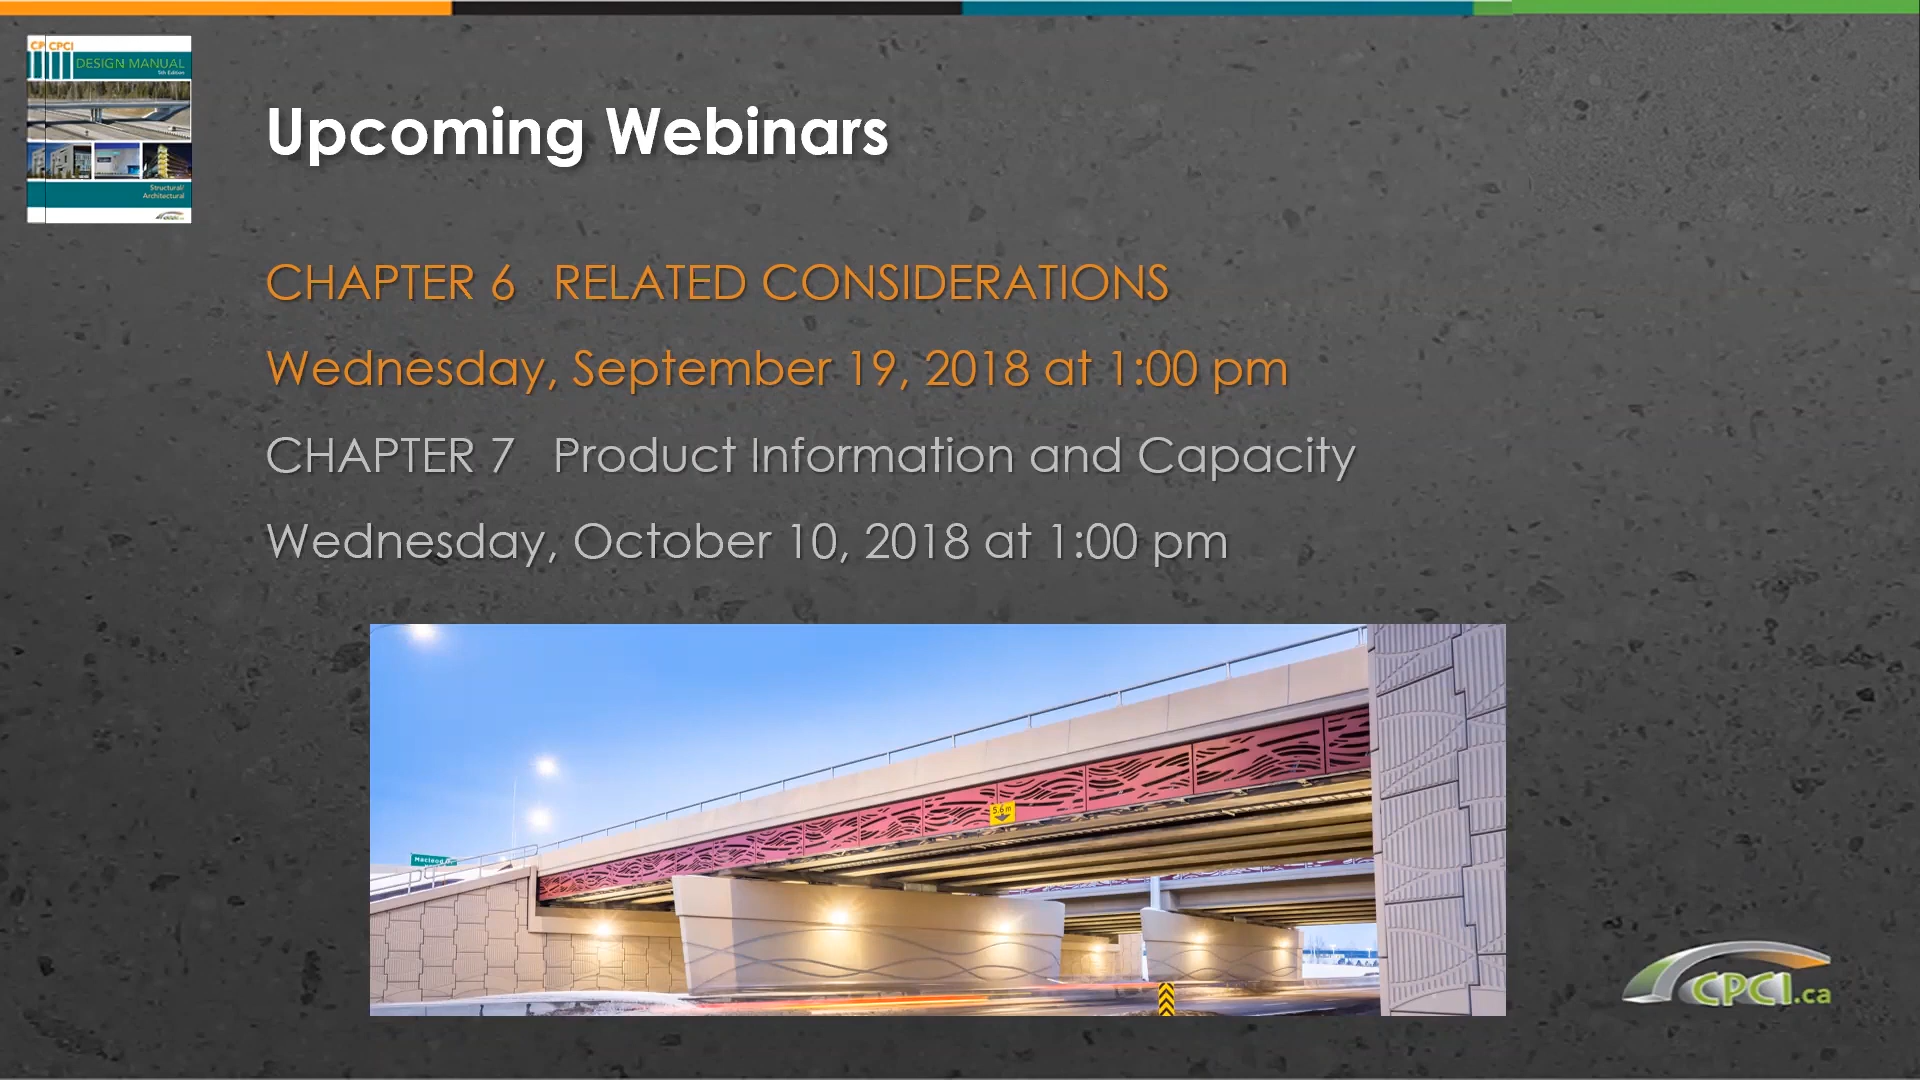 CPCI
DESIGN MANUAL
5th Edition
Structural/
Architectural
Upcoming Webinars
CHAPTER 6 RELATED CONSIDERATIONS
Wednesday, September 19, 2018 at 1:00 pm
CHAPTER 7 Product Information and Capacity
Wednesday, October 10, 2018 at 1:00 pm
5.6m
Macleod
CPCI.ca